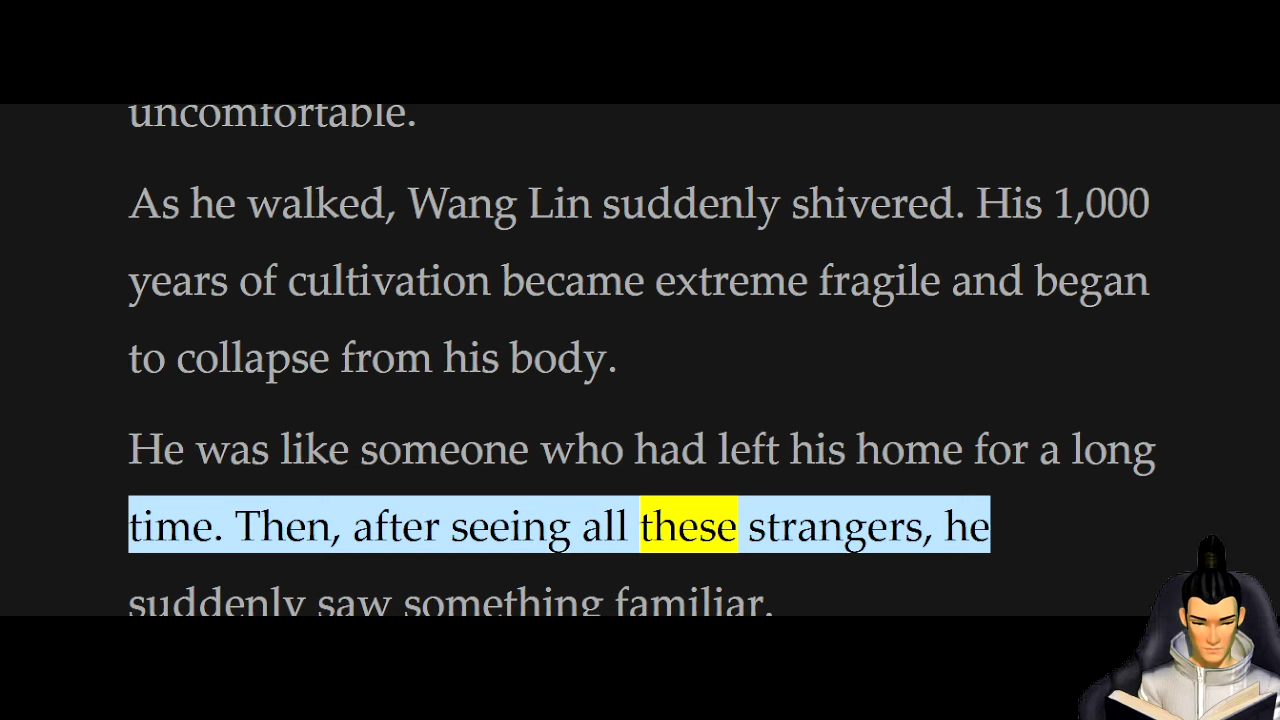 uncomfortable.
As he walked, Wang Lin suddenly shivered. His 1,000
years of cultivation became extreme fragile and began
to collapse from his body.
He was like someone who had left his home for a long
time. Then, after seeing all these strangers, he
suddenly saw something familiar.